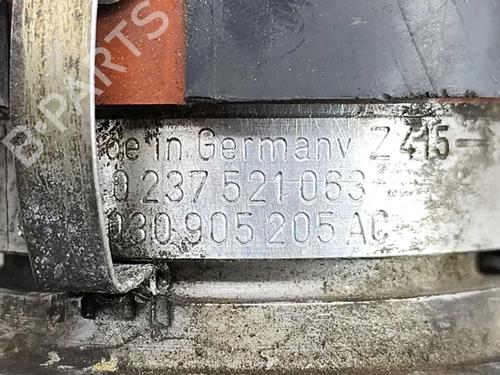 B-PARTS
de in Germany Z 415
0 237 521 063
030 905 205 AC